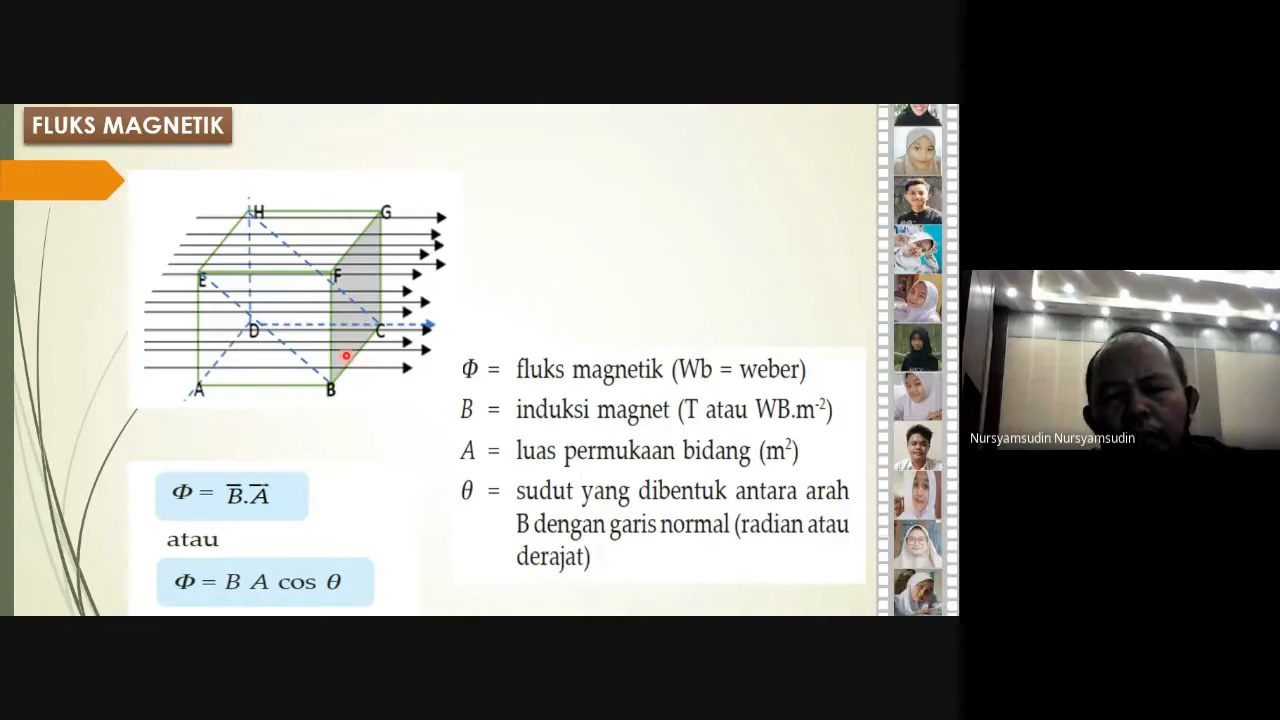 FLUKS MAGNETIK
H
G
E
F
D
C
A
B
Φ = fluks magnetik (Wb = weber)
B = induksi magnet (T atau WB.m⁻²)
A = luas permukaan bidang (m²)
θ = sudut yang dibentuk antara arah
B dengan garis normal (radian atau
derajat)
Φ = B.A
atau
Φ = B A cos θ
Nursyamsudin Nursyamsudin